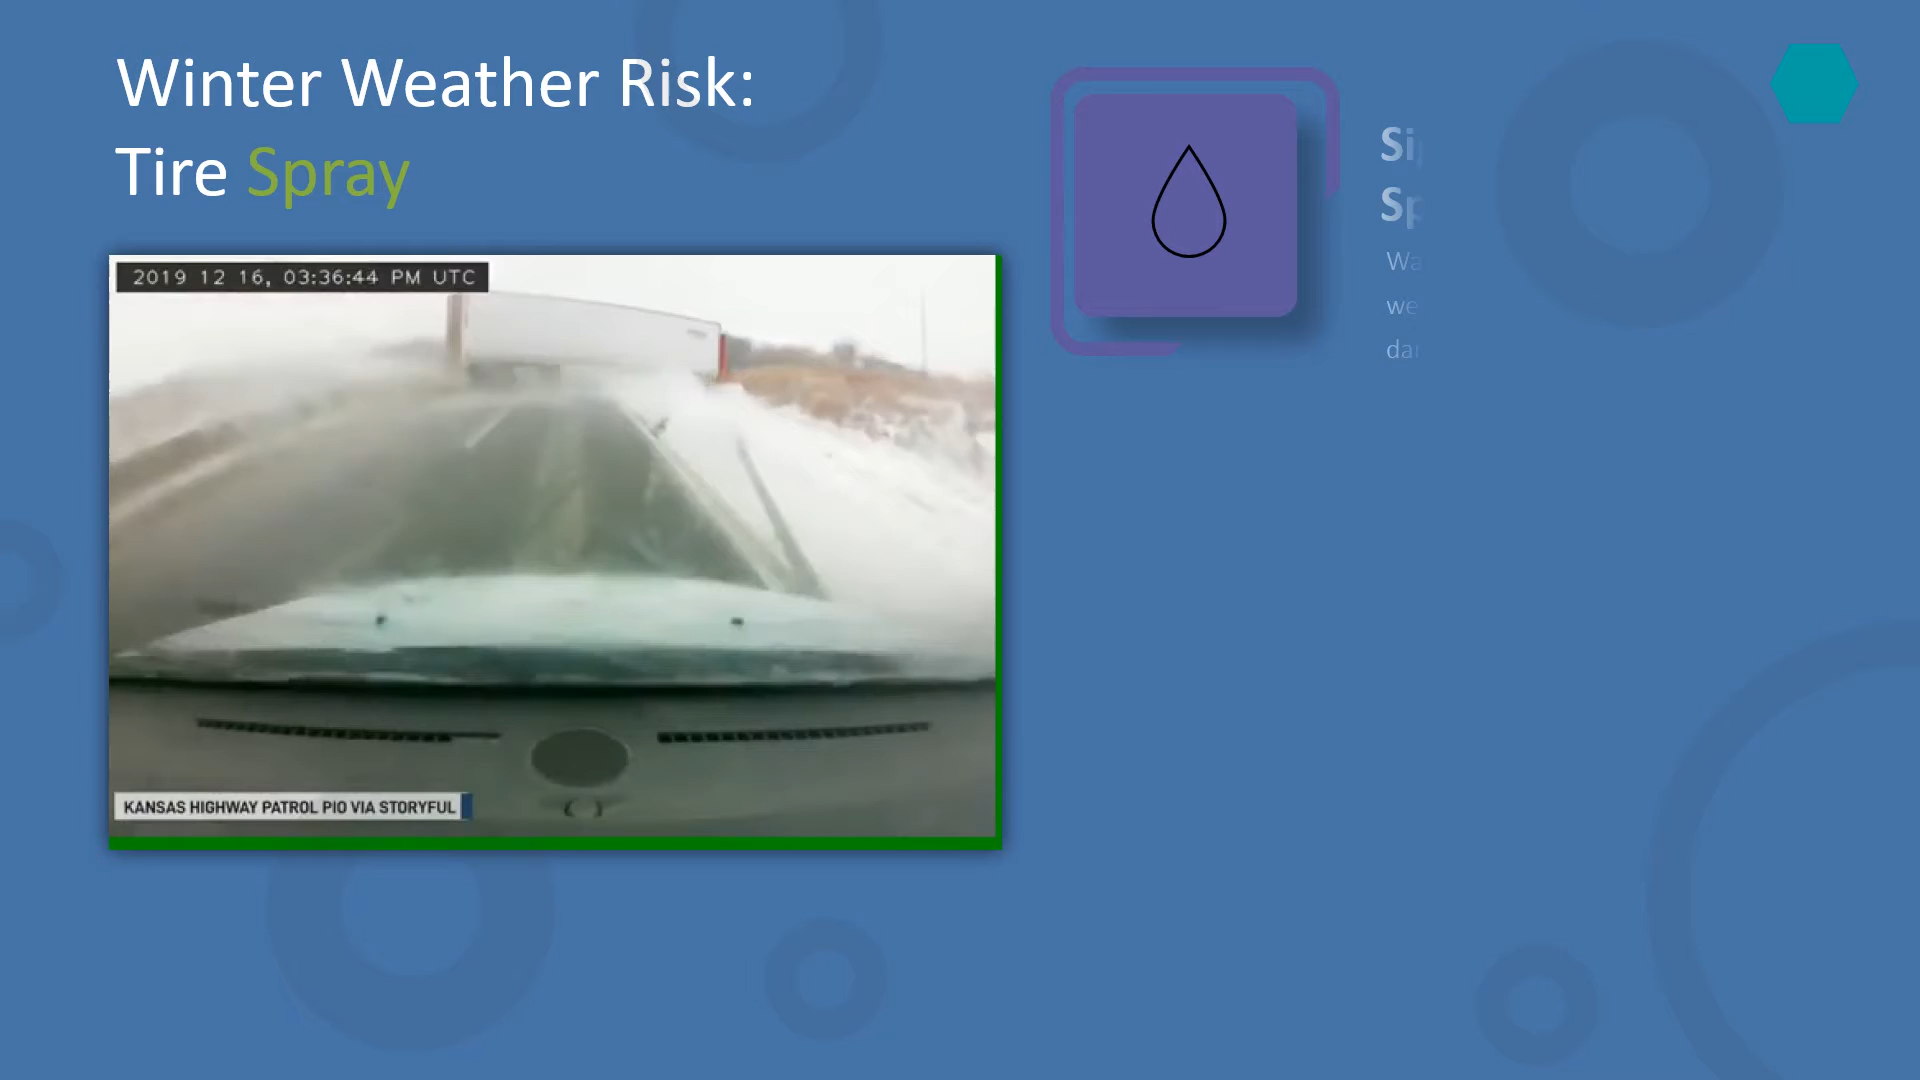 Winter Weather Risk:
Tire Spray
2019 12 16, 03:36:44 PM UTC
KANSAS HIGHWAY PATROL PIO VIA STORYFUL